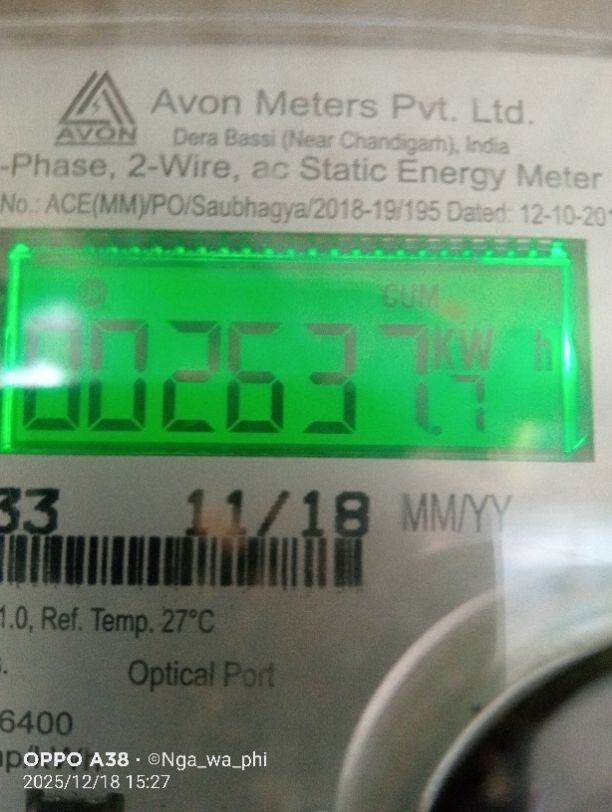 AVON
Avon Meters Pvt. Ltd.
Dera Bassi (Near Chandigarh), India
-Phase, 2-Wire, ac Static Energy Meter
No.: ACE(MM)/PO/Saubhagya/2018-19/195 Dated: 12-10-201
CUM
002637.7 KW h
33 11/18 MM/YY
1.0, Ref. Temp. 27°C
Optical Port
6400
OPPO A38 · ©Nga_wa_phi
2025/12/18 15:27